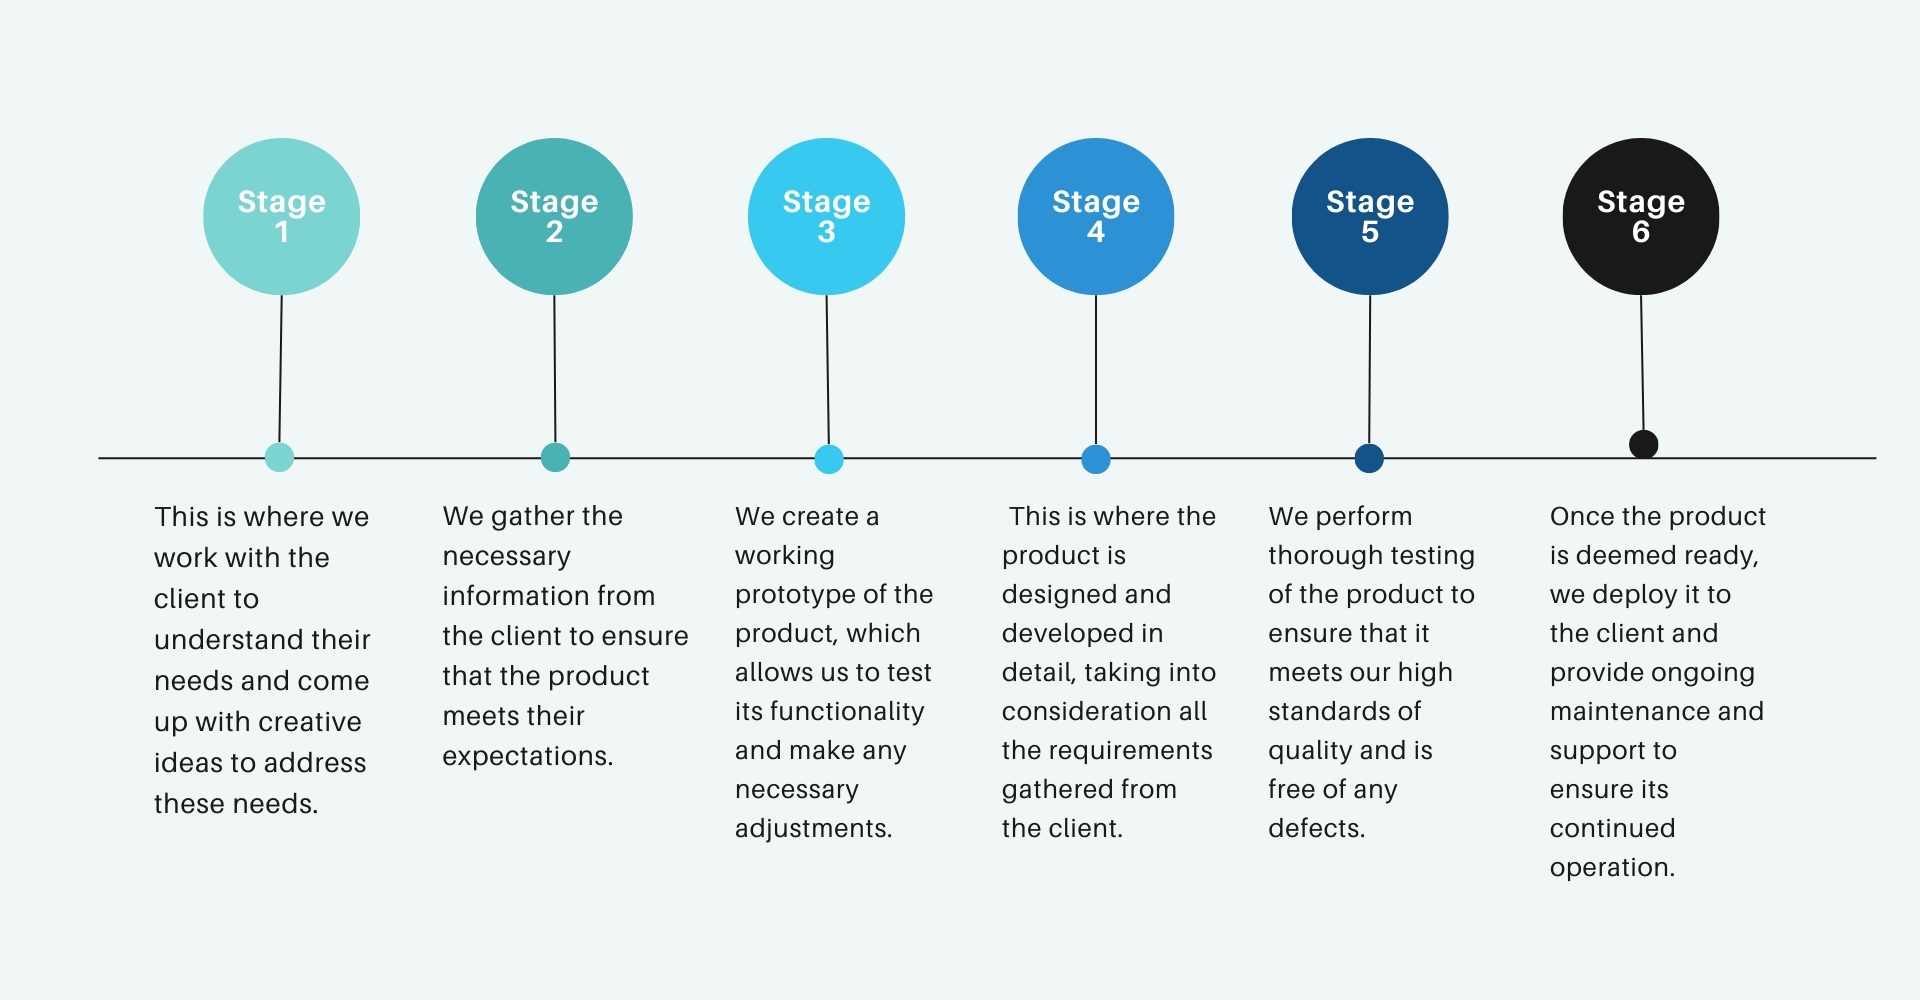 Stage
1
Stage
2
Stage
3
Stage
4
Stage
5
Stage
6
This is where we
work with the
client to
understand their
needs and come
up with creative
ideas to address
these needs.
We gather the
necessary
information from
the client to ensure
that the product
meets their
expectations.
We create a
working
prototype of the
product, which
allows us to test
its functionality
and make any
necessary
adjustments.
This is where the
product is
designed and
developed in
detail, taking into
consideration all
the requirements
gathered from
the client.
We perform
thorough testing
of the product to
ensure that it
meets our high
standards of
quality and is
free of any
defects.
Once the product
is deemed ready,
we deploy it to
the client and
provide ongoing
maintenance and
support to
ensure its
continued
operation.